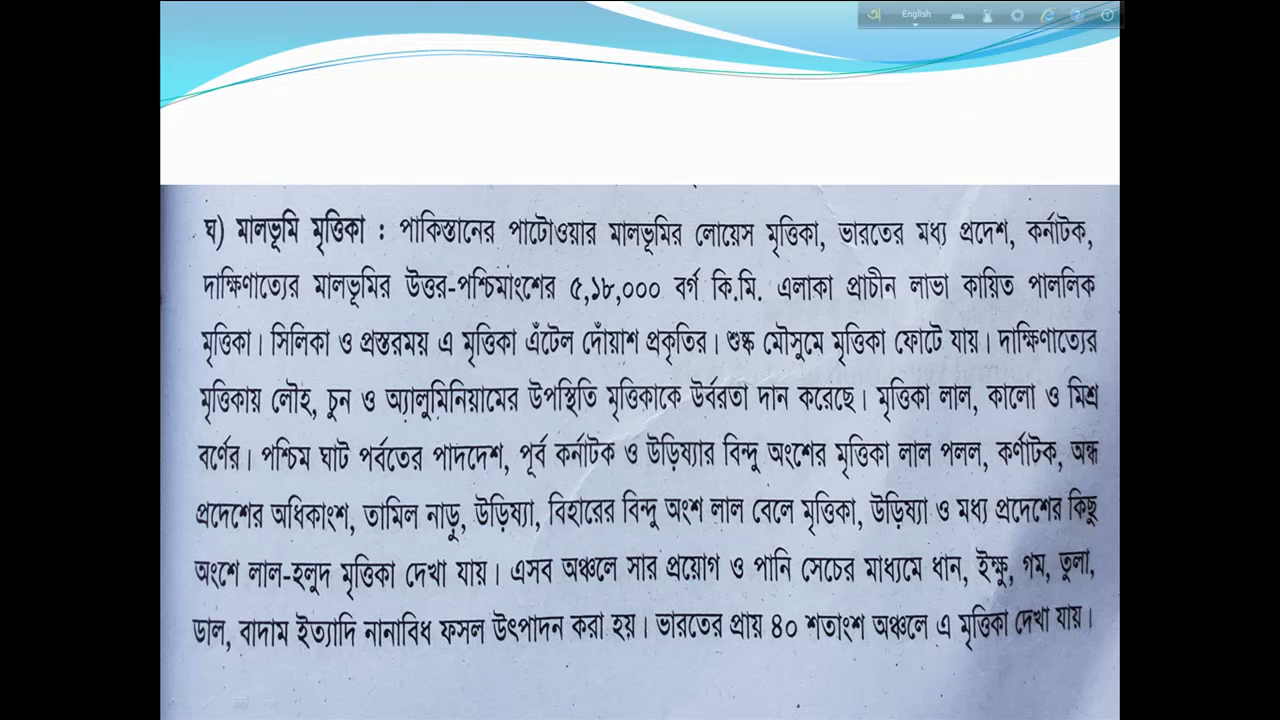 English
ঘ) মালভূমি মৃত্তিকা : পাকিস্তানের পাটোওয়ার মালভূমির লোয়েস মৃত্তিকা, ভারতের মধ্য প্রদেশ, কর্নাটক,
দাক্ষিণাত্যের মালভূমির উত্তর-পশ্চিমাংশের ৫,১৮,০০০ বর্গ কি.মি. এলাকা প্রাচীন লাভা কায়িত পাললিক
মৃত্তিকা। সিলিকা ও প্রস্তরময় এ মৃত্তিকা এঁটেল দোঁয়াশ প্রকৃতির। শুষ্ক মৌসুমে মৃত্তিকা ফোটে যায়। দাক্ষিণাত্যের
মৃত্তিকায় লৌহ, চুন ও অ্যালুমিনিয়ামের উপস্থিতি মৃত্তিকাকে উর্বরতা দান করেছে। মৃত্তিকা লাল, কালো ও মিশ্র
বর্ণের। পশ্চিম ঘাট পর্বতের পাদদেশ, পূর্ব কর্নাটক ও উড়িষ্যার বিন্দু অংশের মৃত্তিকা লাল পলল, কর্ণাটক, অন্ধ্র
প্রদেশের অধিকাংশ, তামিল নাড়ু, উড়িষ্যা, বিহারের বিন্দু অংশ লাল বেলে মৃত্তিকা, উড়িষ্যা ও মধ্য প্রদেশের কিছু
অংশে লাল-হলুদ মৃত্তিকা দেখা যায়। এসব অঞ্চলে সার প্রয়োগ ও পানি সেচের মাধ্যমে ধান, ইক্ষু, গম, তুলা,
ডাল, বাদাম ইত্যাদি নানাবিধ ফসল উৎপাদন করা হয়। ভারতের প্রায় ৪০ শতাংশ অঞ্চলে এ মৃত্তিকা দেখা যায়।